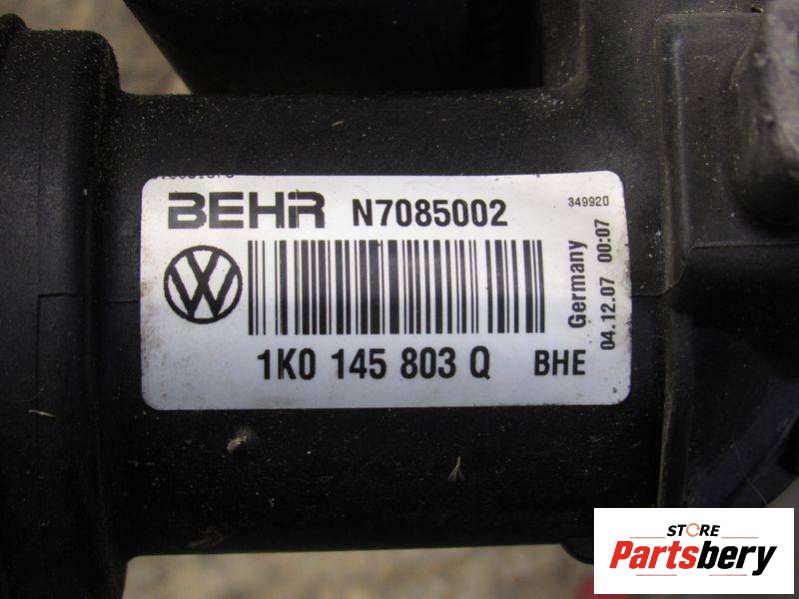 BEHR N7085002 349920
Germany
04.12.07 00:07
1K0 145 803 Q BHE
STORE
Partsbery